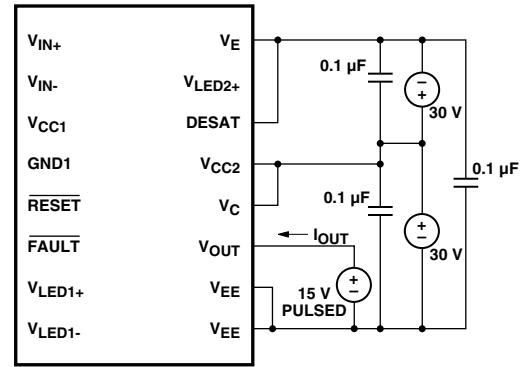 V_IN+
V_IN-
V_CC1
GND1
RESET
FAULT
V_LED1+
V_LED1-
V_E
V_LED2+
DESAT
V_CC2
V_C
V_OUT
V_EE
V_EE
0.1 µF
30 V
0.1 µF
0.1 µF
30 V
I_OUT
15 V
PULSED